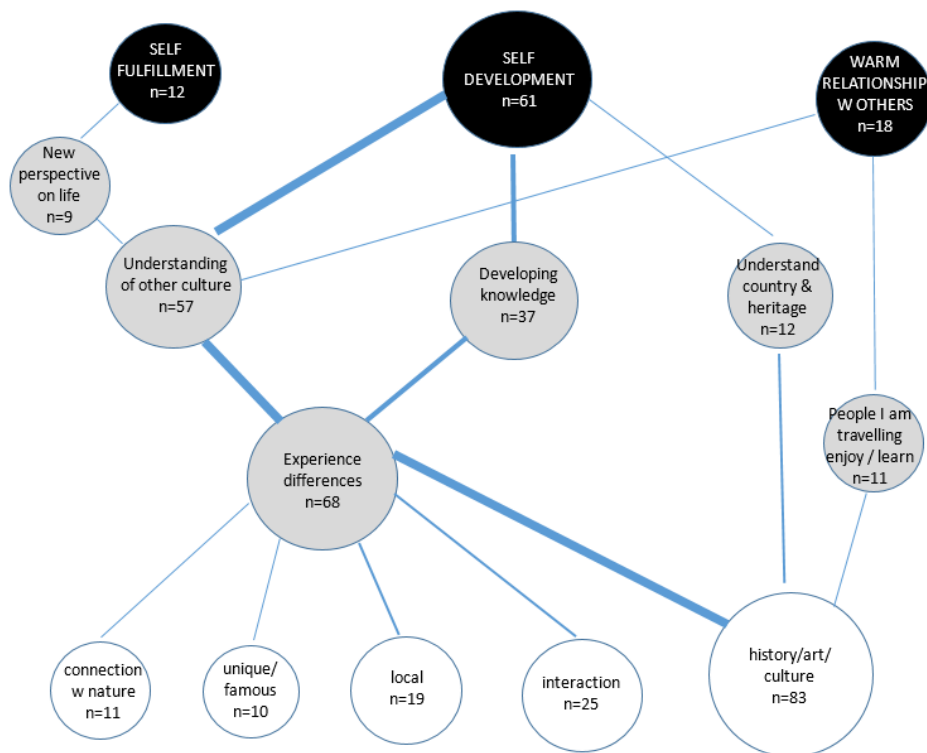 SELF
FULFILLMENT
n=12
SELF
DEVELOPMENT
n=61
WARM
RELATIONSHIP
W OTHERS
n=18
New
perspective
on life
n=9
Understanding
of other culture
n=57
Developing
knowledge
n=37
Understand
country &
heritage
n=12
People I am
travelling
enjoy / learn
n=11
Experience
differences
n=68
connection
w nature
n=11
unique/
famous
n=10
local
n=19
interaction
n=25
history/art/
culture
n=83